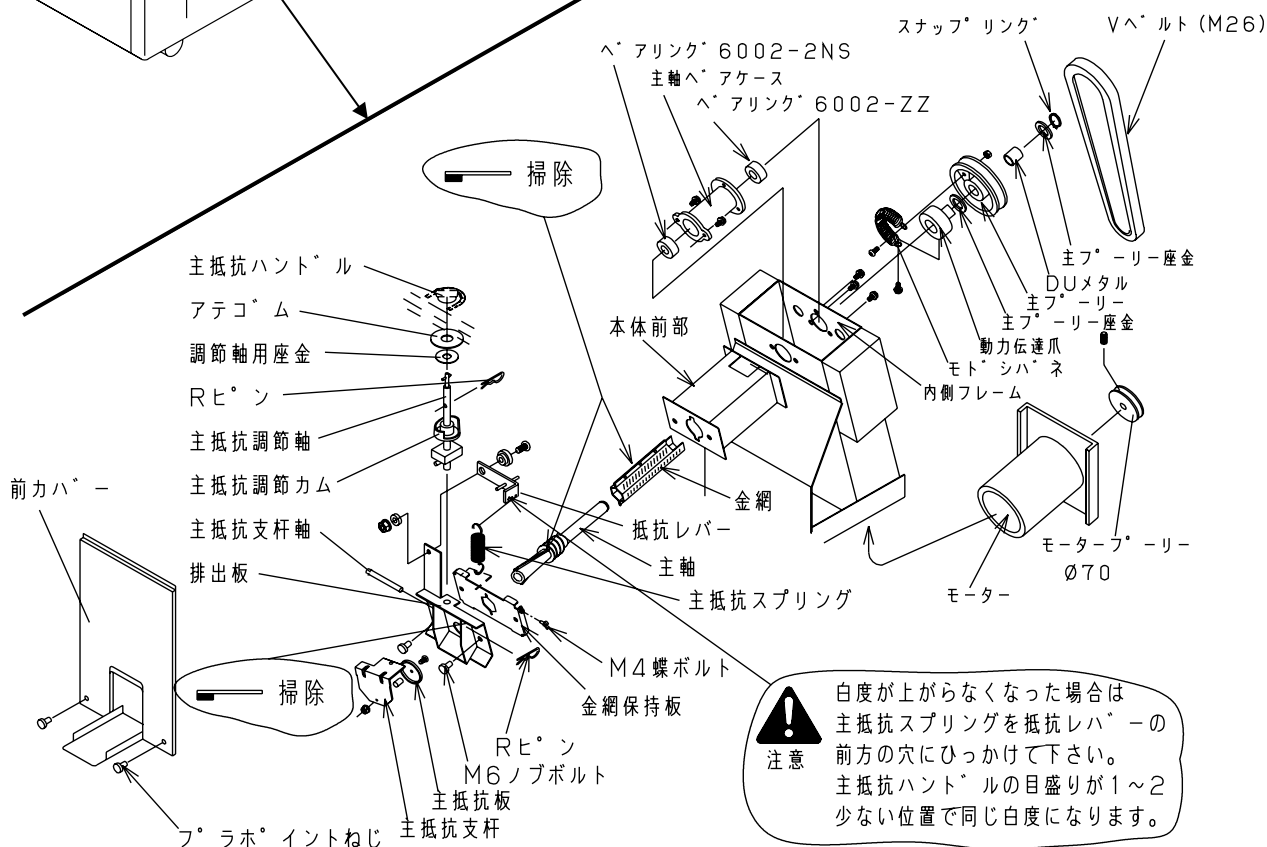 スナップリング
Vベルト(M26)
ベアリング6002-2NS
主軸ベアケース
ベアリング6002-ZZ
掃除
主プーリー座金
DUメタル
主プーリー
主プーリー座金
動力伝達爪
モドシバネ
内側フレーム
本体前部
主抵抗ハンドル
アテゴム
調節軸用座金
Rピン
主抵抗調節軸
主抵抗調節カム
主抵抗支杆軸
排出板
前カバー
金網
抵抗レバー
主軸
主抵抗スプリング
モータープーリー
Ø70
モーター
M4蝶ボルト
金網保持板
掃除
Rピン
M6ノブボルト
主抵抗板
主抵抗支杆
プラポイントねじ
注意
白度が上がらなくなった場合は
主抵抗スプリングを抵抗レバーの
前方の穴にひっかけて下さい。
主抵抗ハンドルの目盛りが1~2
少ない位置で同じ白度になります。